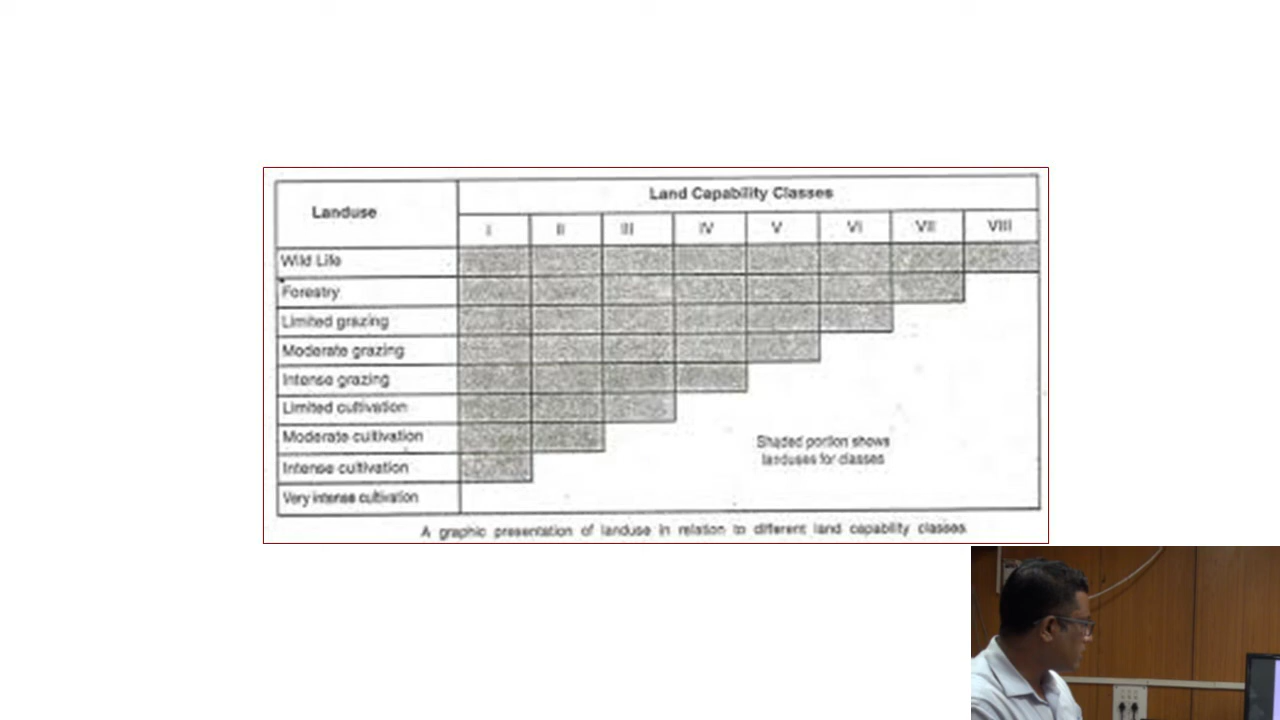 Landuse
Land Capability Classes
I II III IV V VI VII VIII
Wild Life
Forestry
Limited grazing
Moderate grazing
Intense grazing
Limited cultivation
Moderate cultivation
Intense cultivation
Very intense cultivation
Shaded portion shows
landuses for classes
A graphic presentation of landuse in relation to different land capability classes